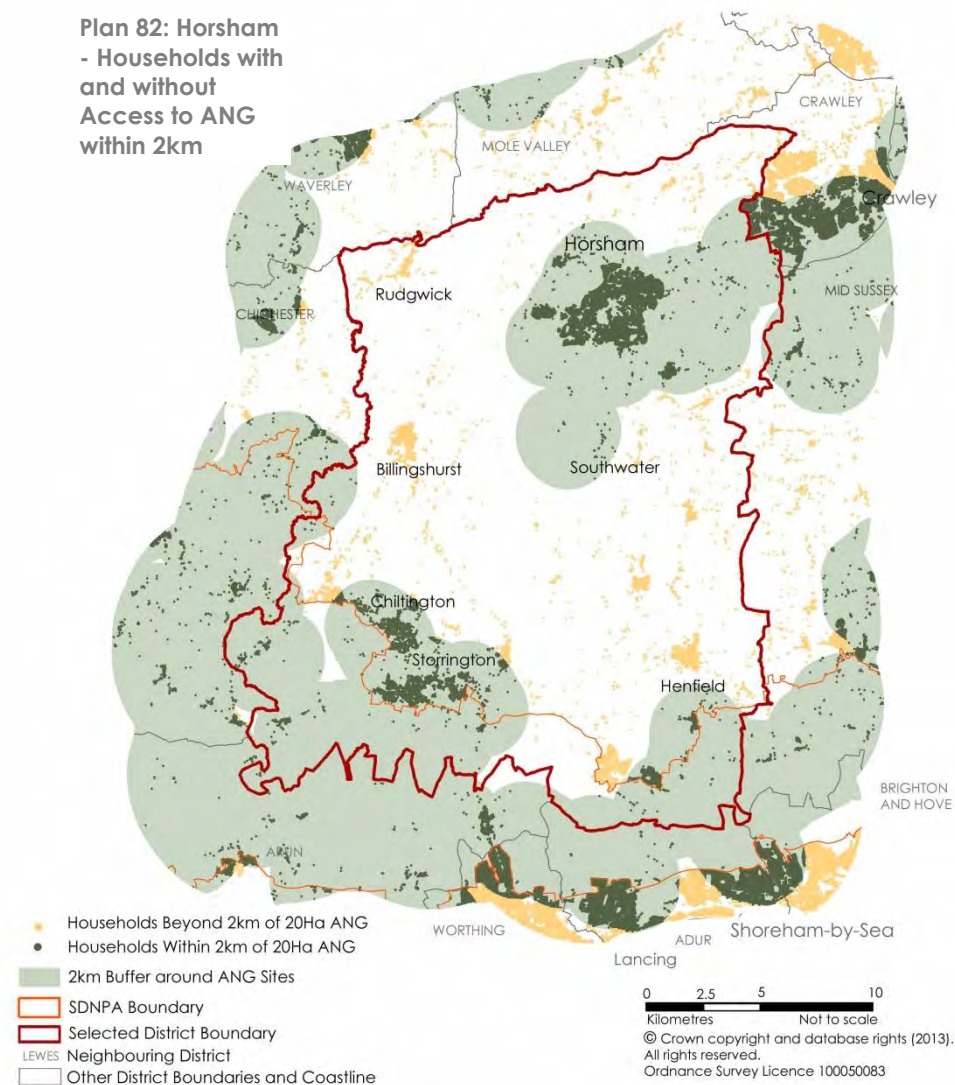 Plan 82: Horsham
- Households with
and without
Access to ANG
within 2km
CRAWLEY
MOLE VALLEY
WAVERLEY
Crawley
Horsham
MID SUSSEX
Rudgwick
CHICHESTER
Billingshurst
Southwater
Chiltington
Storrington
Henfield
BRIGHTON
AND HOVE
ARUN
WORTHING
ADUR
Shoreham-by-Sea
Lancing
Households Beyond 2km of 20Ha ANG
Households Within 2km of 20Ha ANG
2km Buffer around ANG Sites
SDNPA Boundary
Selected District Boundary
LEWES Neighbouring District
Other District Boundaries and Coastline
0 2.5 5 10
Kilometres Not to scale
© Crown copyright and database rights (2013).
All rights reserved.
Ordnance Survey Licence 100050083